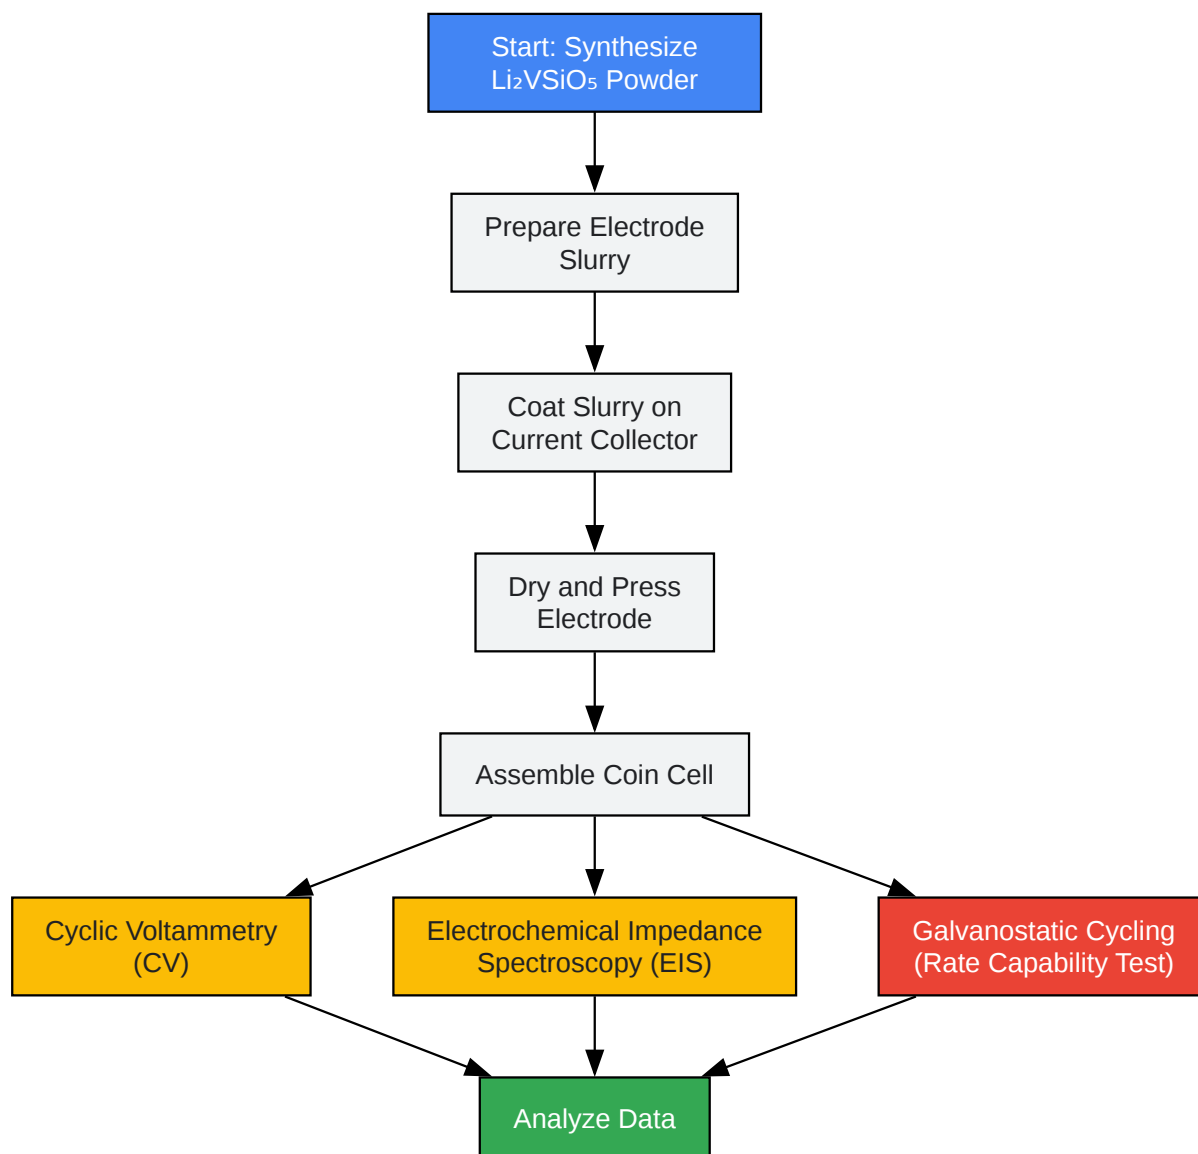 Start: Synthesize
Li₂VSiO₅ Powder
Prepare Electrode
Slurry
Coat Slurry on
Current Collector
Dry and Press
Electrode
Assemble Coin Cell
Cyclic Voltammetry
(CV)
Electrochemical Impedance
Spectroscopy (EIS)
Galvanostatic Cycling
(Rate Capability Test)
Analyze Data